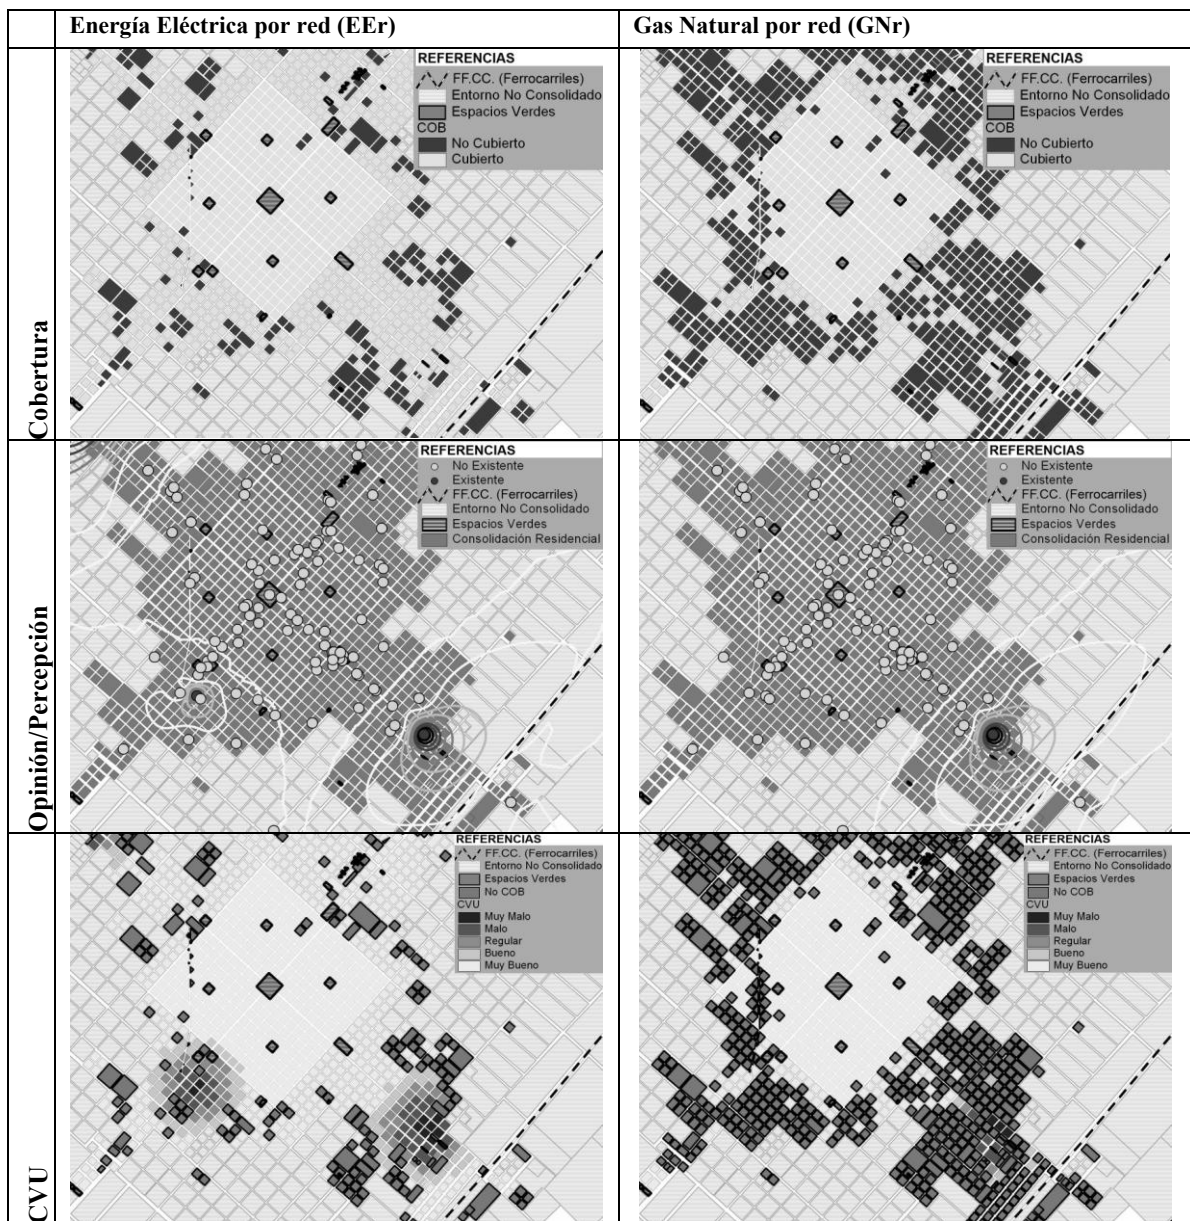 Energía Eléctrica por red (EEr)
Gas Natural por red (GNr)
Cobertura
REFERENCIAS
FF.CC. (Ferrocarriles)
Entorno No Consolidado
Espacios Verdes
COB
No Cubierto
Cubierto
REFERENCIAS
FF.CC. (Ferrocarriles)
Entorno No Consolidado
Espacios Verdes
COB
No Cubierto
Cubierto
Opinión/Percepción
REFERENCIAS
No Existente
Existente
FF.CC. (Ferrocarriles)
Entorno No Consolidado
Espacios Verdes
Consolidación Residencial
REFERENCIAS
No Existente
Existente
FF.CC. (Ferrocarriles)
Entorno No Consolidado
Espacios Verdes
Consolidación Residencial
CVU
REFERENCIAS
FF.CC. (Ferrocarriles)
Entorno No Consolidado
Espacios Verdes
No COB
CVU
Muy Malo
Malo
Regular
Bueno
Muy Bueno
REFERENCIAS
FF.CC. (Ferrocarriles)
Entorno No Consolidado
Espacios Verdes
No COB
CVU
Muy Malo
Malo
Regular
Bueno
Muy Bueno